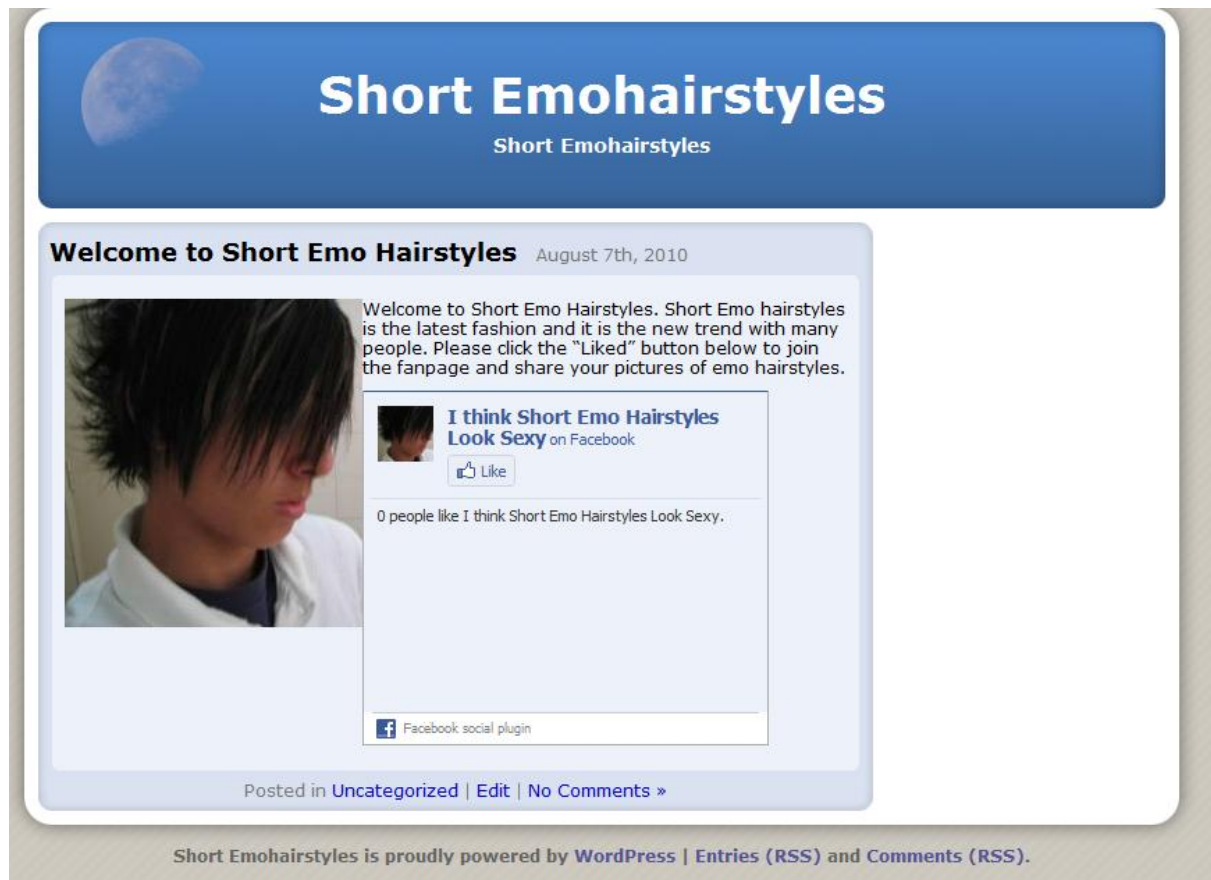 Short Emohairstyles
Short Emohairstyles
Welcome to Short Emo Hairstyles August 7th, 2010
Welcome to Short Emo Hairstyles. Short Emo hairstyles
is the latest fashion and it is the new trend with many
people. Please click the “Liked” button below to join
the fanpage and share your pictures of emo hairstyles.
I think Short Emo Hairstyles
Look Sexy on Facebook
Like
0 people like I think Short Emo Hairstyles Look Sexy.
Facebook social plugin
Posted in Uncategorized | Edit | No Comments »
Short Emohairstyles is proudly powered by WordPress | Entries (RSS) and Comments (RSS).